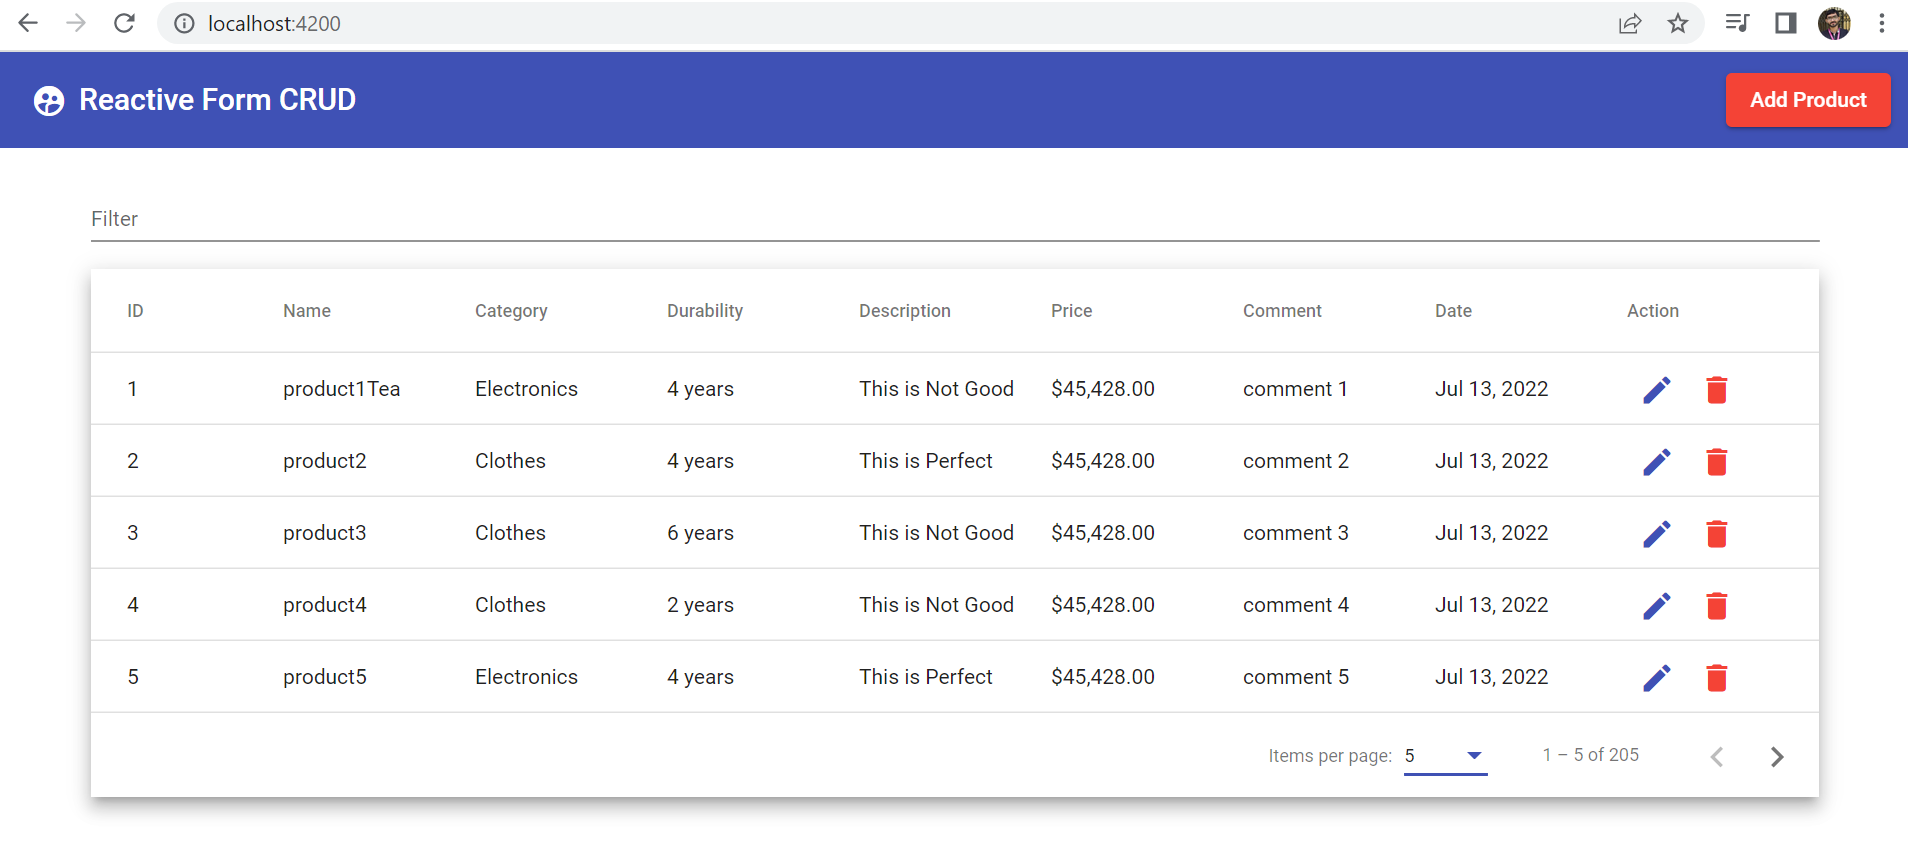 localhost:4200
Reactive Form CRUD Add Product
Filter
ID Name Category Durability Description Price Comment Date Action
1 product1Tea Electronics 4 years This is Not Good $45,428.00 comment 1 Jul 13, 2022
2 product2 Clothes 4 years This is Perfect $45,428.00 comment 2 Jul 13, 2022
3 product3 Clothes 6 years This is Not Good $45,428.00 comment 3 Jul 13, 2022
4 product4 Clothes 2 years This is Not Good $45,428.00 comment 4 Jul 13, 2022
5 product5 Electronics 4 years This is Perfect $45,428.00 comment 5 Jul 13, 2022
Items per page: 5 1 – 5 of 205